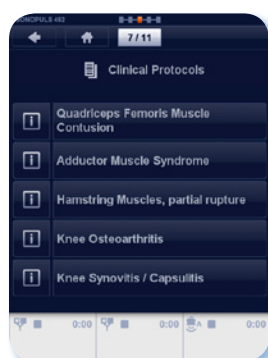 SONOPULS 492
7/11
Clinical Protocols
Quadriceps Femoris Muscle
Contusion
Adductor Muscle Syndrome
Hamstring Muscles, partial rupture
Knee Osteoarthritis
Knee Synovitis / Capsulitis
0:00 0:00 A 0:00